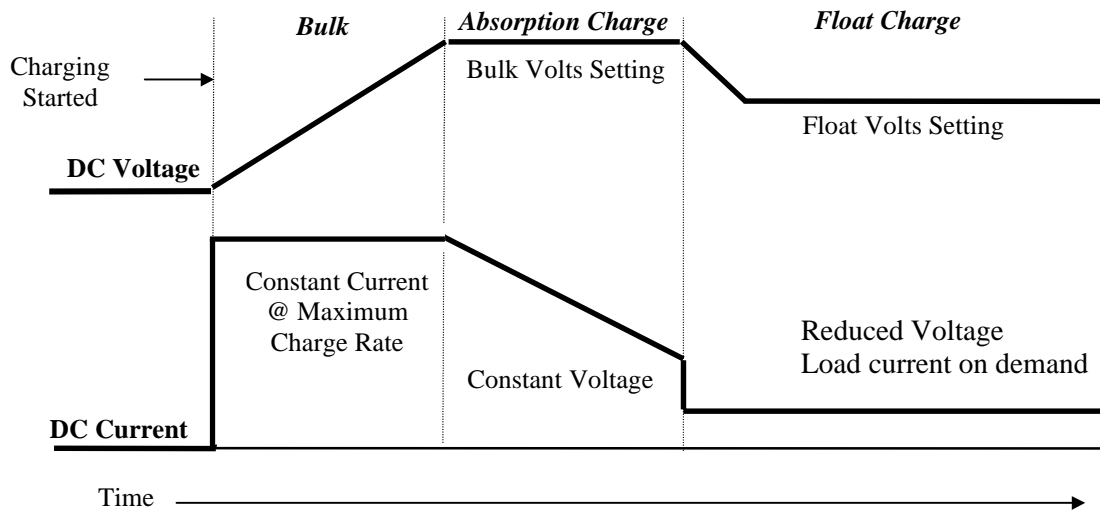 Bulk
Absorption Charge
Float Charge
Charging
Started
Bulk Volts Setting
Float Volts Setting
DC Voltage
Constant Current
@ Maximum
Charge Rate
Constant Voltage
Reduced Voltage
Load current on demand
DC Current
Time